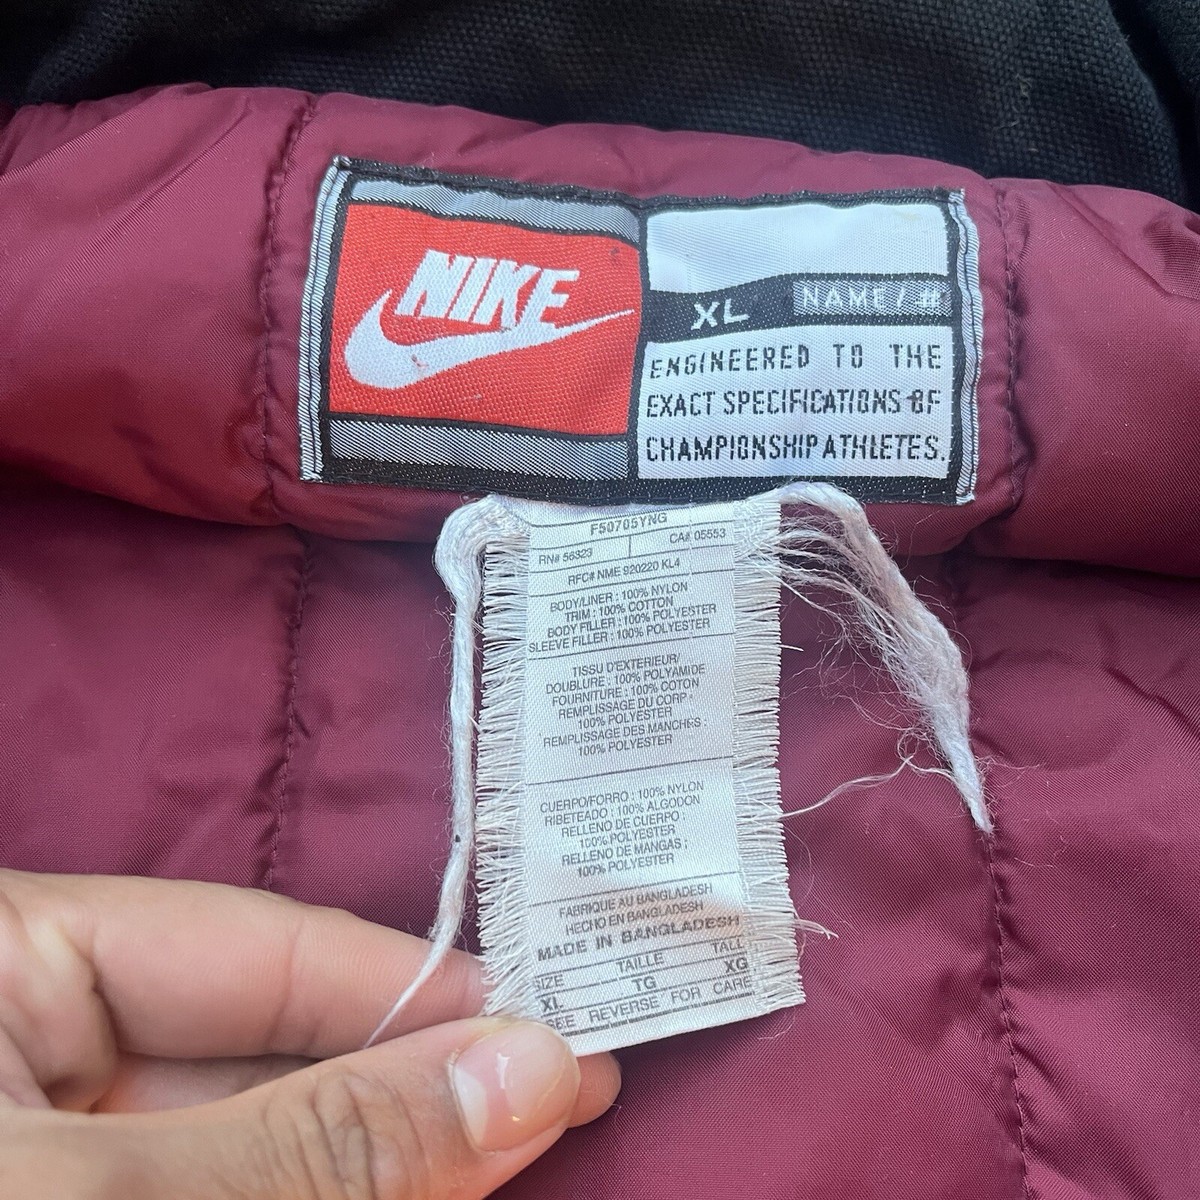 NIKE
XL NAME / #
ENGINEERED TO THE
EXACT SPECIFICATIONS OF
CHAMPIONSHIP ATHLETES.
F50705YNG
RN# 56323 CA# 05553
RFC# NME 920220 KL4
BODY/LINER : 100% NYLON
TRIM : 100% COTTON
BODY FILLER : 100% POLYESTER
SLEEVE FILLER : 100% POLYESTER
TISSU D'EXTERIEUR/
DOUBLURE : 100% POLYAMIDE
FOURNITURE : 100% COTON
REMPLISSAGE DU CORP :
100% POLYESTER
REMPLISSAGE DES MANCHES :
100% POLYESTER
CUERPO/FORRO : 100% NYLON
RIBETEADO : 100% ALGODON
RELLENO DE CUERPO :
100% POLYESTER
RELLENO DE MANGAS :
100% POLYESTER
FABRIQUE AU BANGLADESH
HECHO EN BANGLADESH
MADE IN BANGLADESH
SIZE TAILLE TALL
XL TG XG
SEE REVERSE FOR CARE